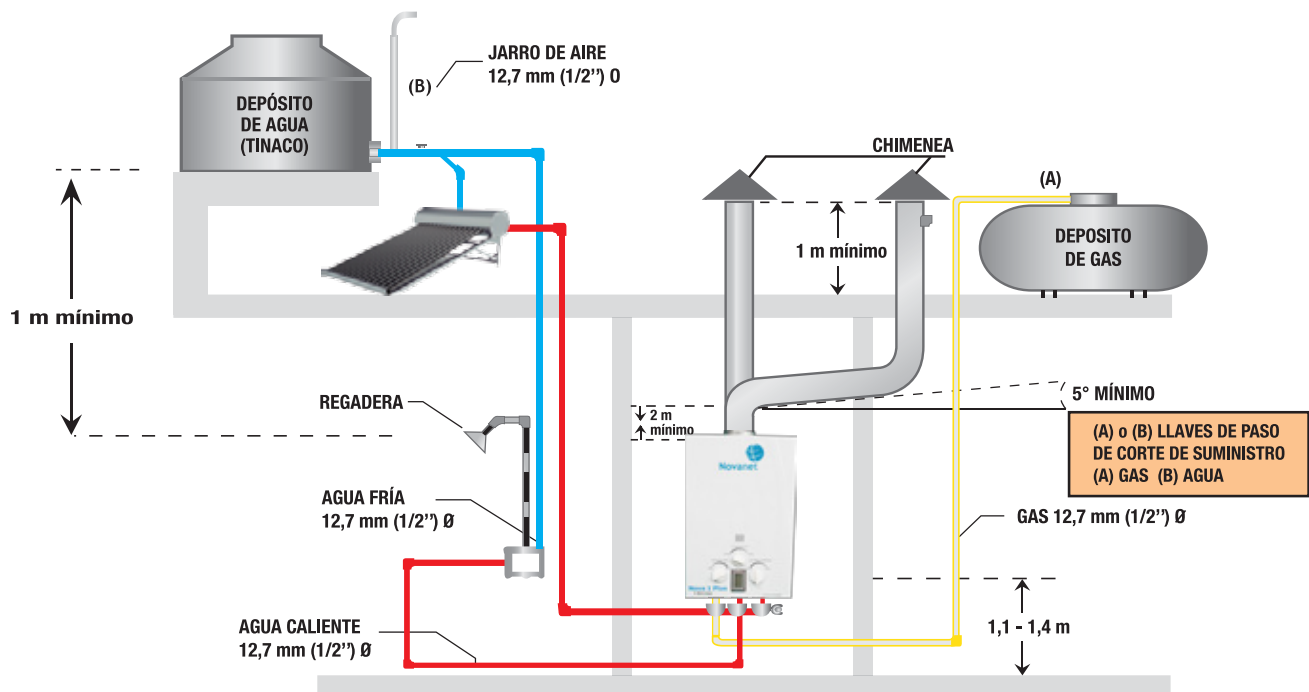 JARRO DE AIRE
12,7 mm (1/2”) O
(B)
DEPÓSITO
DE AGUA
(TINACO)
CHIMENEA
(A)
DEPOSITO
DE GAS
1 m mínimo
1 m mínimo
REGADERA
2 m
mínimo
5° MÍNIMO
(A) o (B) LLAVES DE PASO
DE CORTE DE SUMINISTRO
(A) GAS (B) AGUA
Novanet
AGUA FRÍA
12,7 mm (1/2”) Ø
GAS 12,7 mm (1/2”) Ø
AGUA CALIENTE
12,7 mm (1/2”) Ø
1,1 - 1,4 m